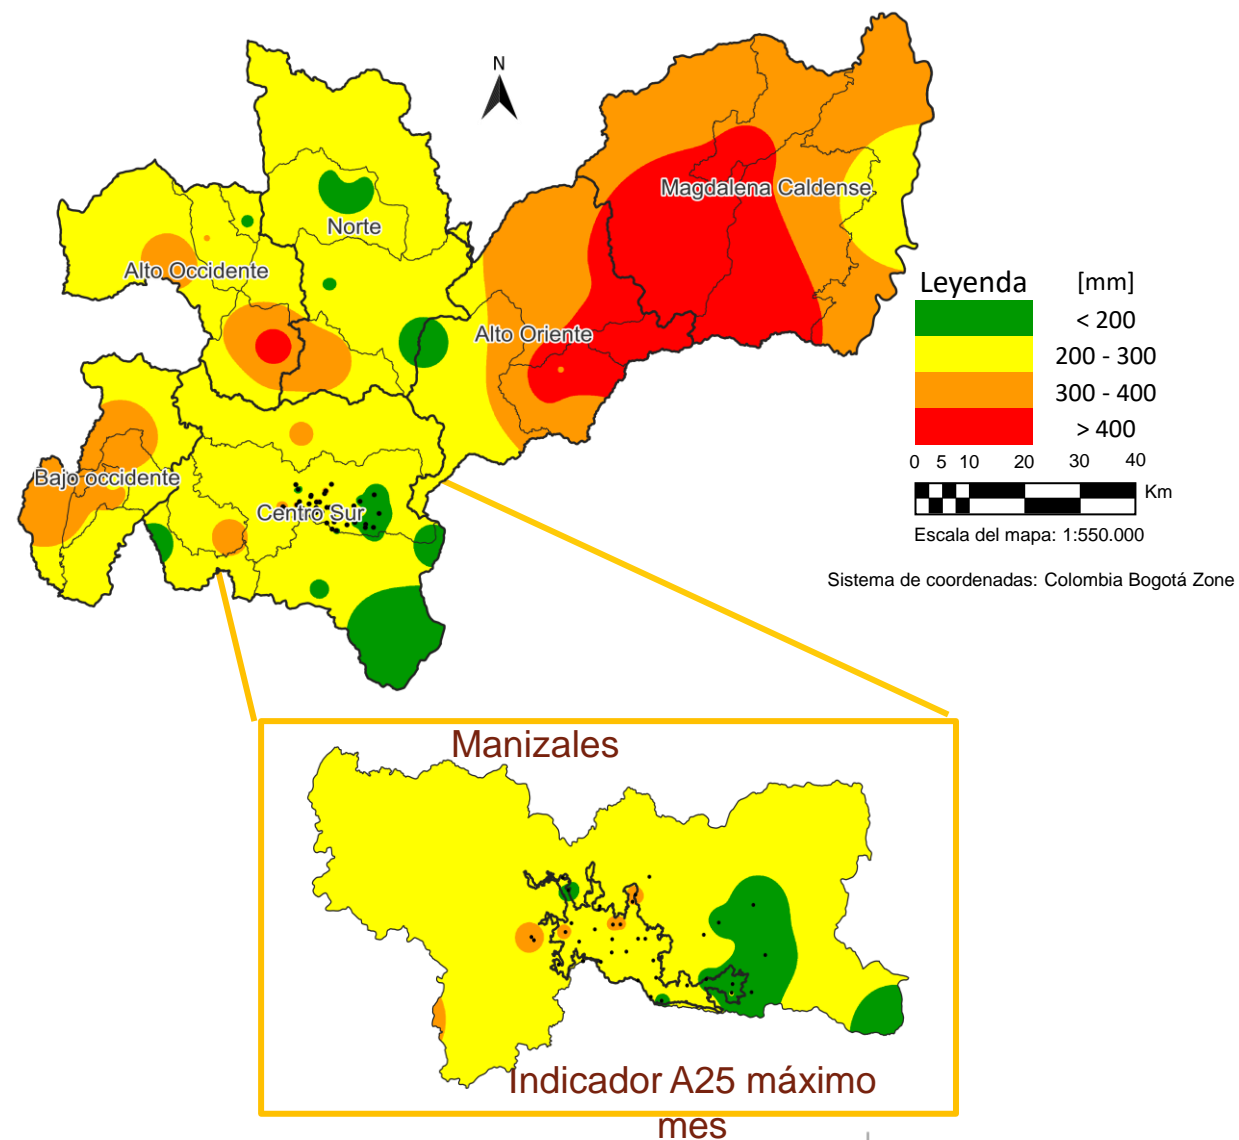 N
Magdalena Caldense
Norte
Alto Occidente
Alto Oriente
Bajo occidente
Centro Sur
Leyenda [mm]
< 200
200 - 300
300 - 400
> 400
0 5 10 20 30 40
Km
Escala del mapa: 1:550.000
Sistema de coordenadas: Colombia Bogotá Zone
Manizales
Indicador A25 máximo
mes